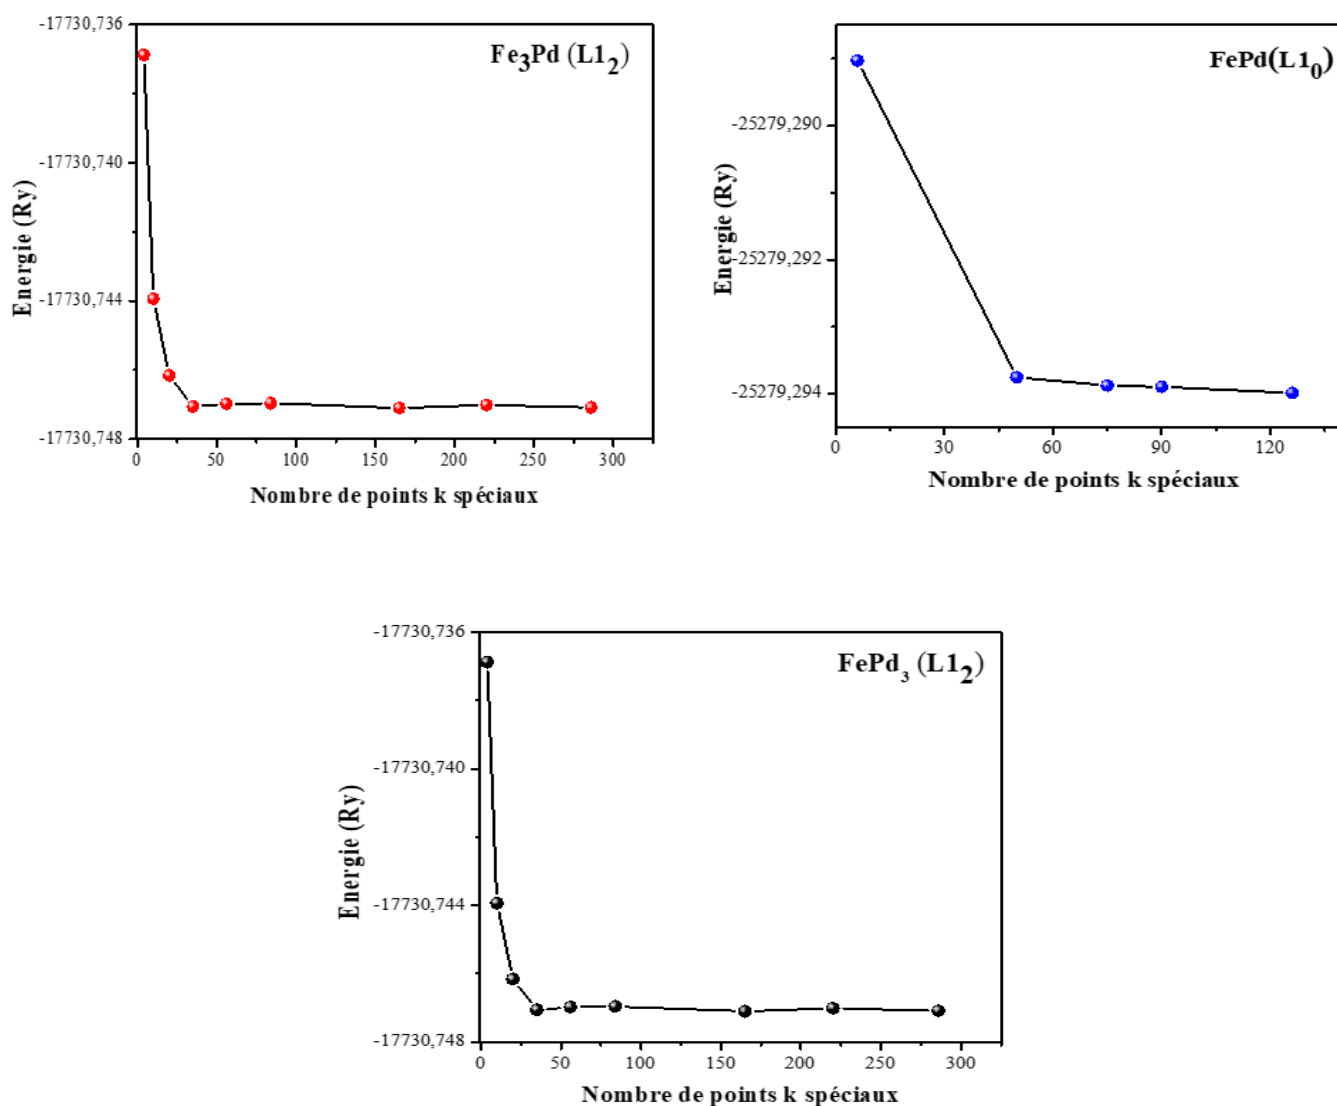 Fe3Pd (L12)
Energie (Ry)
-17730,736
-17730,740
-17730,744
-17730,748
0 50 100 150 200 250 300
Nombre de points k spéciaux
FePd(L10)
Energie (Ry)
-25279,290
-25279,292
-25279,294
0 30 60 90 120
Nombre de points k spéciaux
FePd3 (L12)
Energie (Ry)
-17730,736
-17730,740
-17730,744
-17730,748
0 50 100 150 200 250 300
Nombre de points k spéciaux